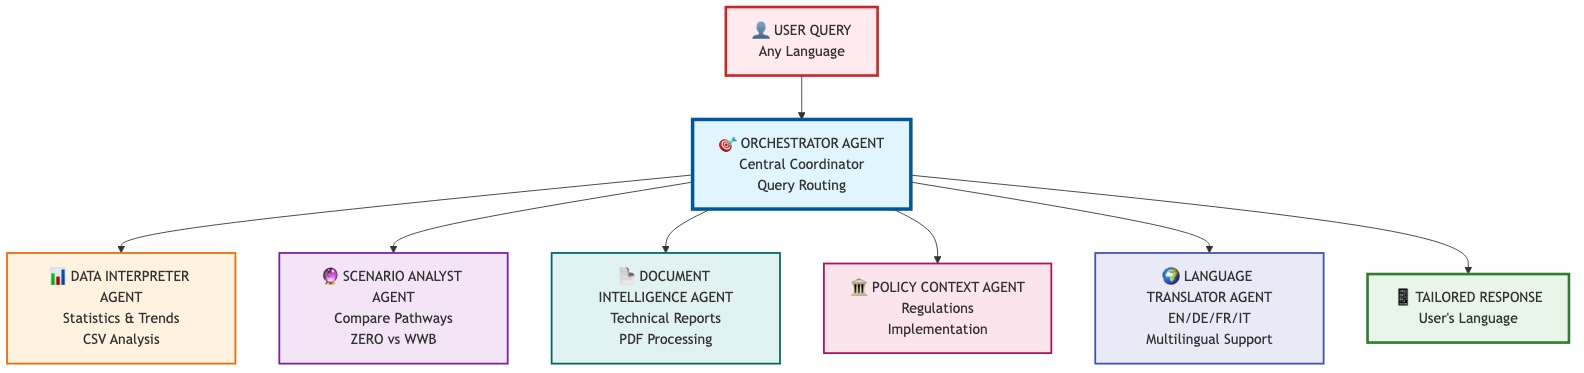 USER QUERY
Any Language
ORCHESTRATOR AGENT
Central Coordinator
Query Routing
DATA INTERPRETER
AGENT
Statistics & Trends
CSV Analysis
SCENARIO ANALYST
AGENT
Compare Pathways
ZERO vs WWB
DOCUMENT
INTELLIGENCE AGENT
Technical Reports
PDF Processing
POLICY CONTEXT AGENT
Regulations
Implementation
LANGUAGE
TRANSLATOR AGENT
EN/DE/FR/IT
Multilingual Support
TAILORED RESPONSE
User's Language